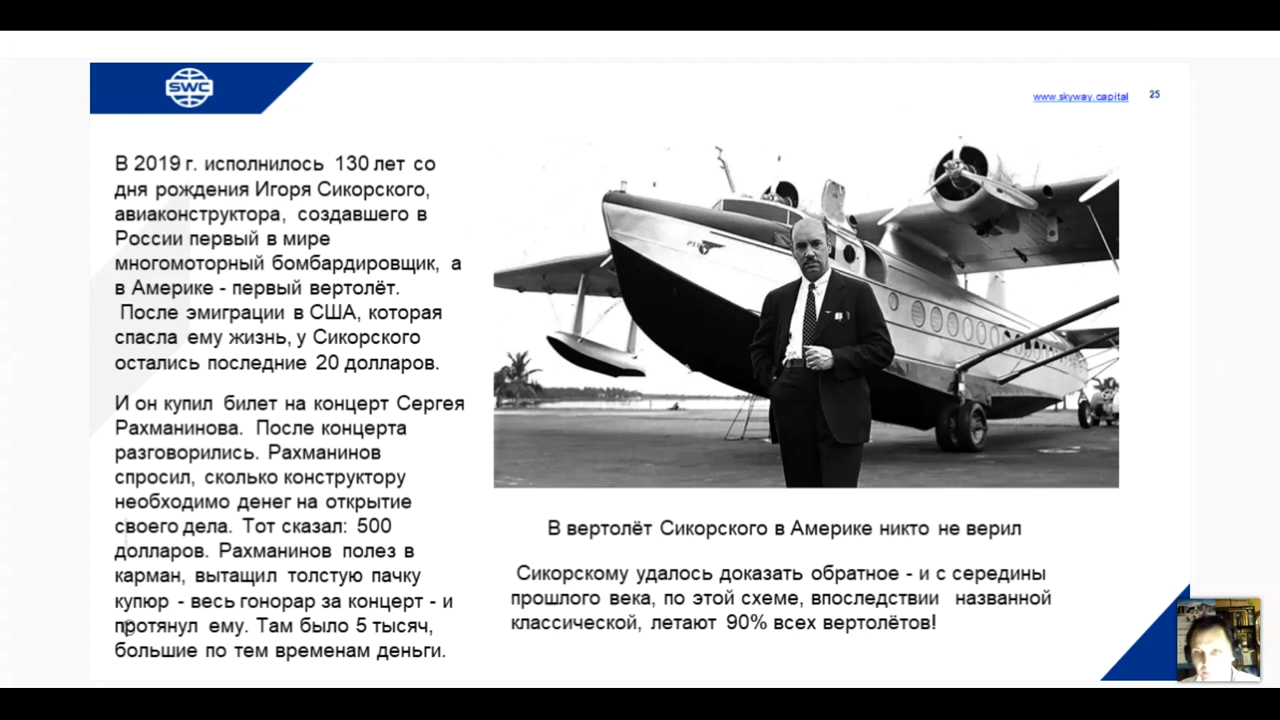 SWC
www.skyway.capital
25
В 2019 г. исполнилось 130 лет со
дня рождения Игоря Сикорского,
авиаконструктора, создавшего в
России первый в мире
многомоторный бомбардировщик, а
в Америке - первый вертолёт.
После эмиграции в США, которая
спасла ему жизнь, у Сикорского
остались последние 20 долларов.
И он купил билет на концерт Сергея
Рахманинова. После концерта
разговорились. Рахманинов
спросил, сколько конструктору
необходимо денег на открытие
своего дела. Тот сказал: 500
долларов. Рахманинов полез в
карман, вытащил толстую пачку
купюр - весь гонорар за концерт - и
протянул ему. Там было 5 тысяч,
большие по тем временам деньги.
В вертолёт Сикорского в Америке никто не верил
Сикорскому удалось доказать обратное - и с середины
прошлого века, по этой схеме, впоследствии названной
классической, летают 90% всех вертолётов!